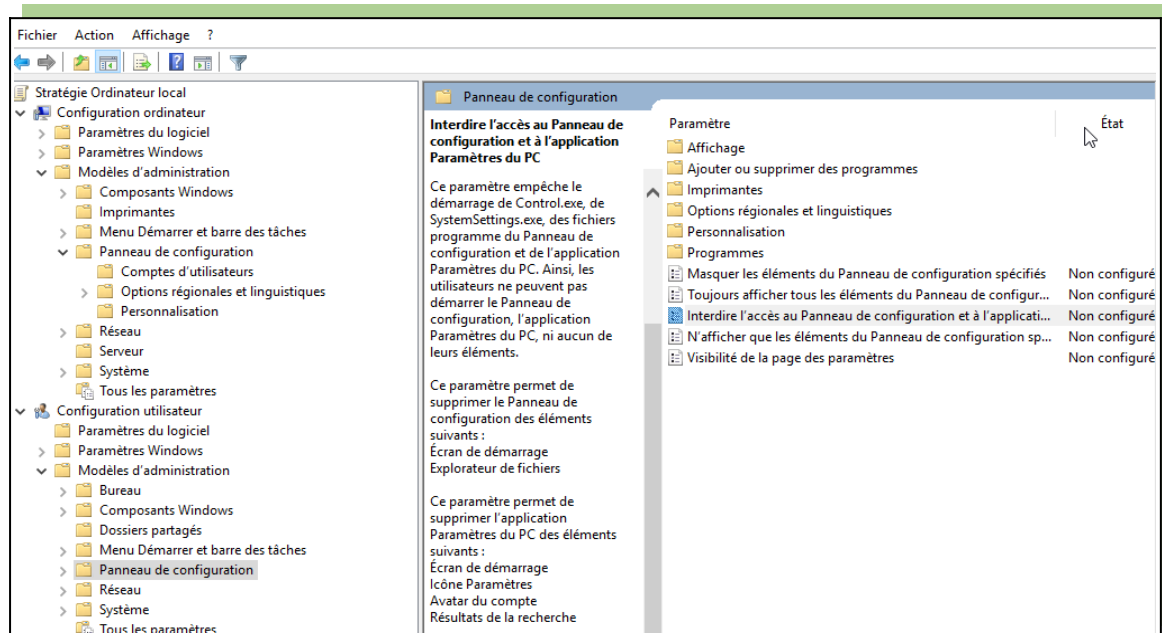 Fichier Action Affichage ?
Stratégie Ordinateur local
Configuration ordinateur
Paramètres du logiciel
Paramètres Windows
Modèles d'administration
Composants Windows
Imprimantes
Menu Démarrer et barre des tâches
Panneau de configuration
Comptes d'utilisateurs
Options régionales et linguistiques
Personnalisation
Réseau
Serveur
Système
Tous les paramètres
Configuration utilisateur
Paramètres du logiciel
Paramètres Windows
Modèles d'administration
Bureau
Composants Windows
Dossiers partagés
Menu Démarrer et barre des tâches
Panneau de configuration
Réseau
Système
Tous les paramètres
Panneau de configuration
Interdire l'accès au Panneau de
configuration et à l'application
Paramètres du PC
Ce paramètre empêche le
démarrage de Control.exe, de
SystemSettings.exe, des fichiers
programme du Panneau de
configuration et de l'application
Paramètres du PC. Ainsi, les
utilisateurs ne peuvent pas
démarrer le Panneau de
configuration, l'application
Paramètres du PC, ni aucun de
leurs éléments.
Ce paramètre permet de
supprimer le Panneau de
configuration des éléments
suivants :
Écran de démarrage
Explorateur de fichiers
Ce paramètre permet de
supprimer l'application
Paramètres du PC des éléments
suivants :
Écran de démarrage
Icône Paramètres
Avatar du compte
Résultats de la recherche
Paramètre État
Affichage
Ajouter ou supprimer des programmes
Imprimantes
Options régionales et linguistiques
Personnalisation
Programmes
Masquer les éléments du Panneau de configuration spécifiés Non configuré
Toujours afficher tous les éléments du Panneau de configur... Non configuré
Interdire l'accès au Panneau de configuration et à l'applicati... Non configuré
N'afficher que les éléments du Panneau de configuration sp... Non configuré
Visibilité de la page des paramètres Non configuré